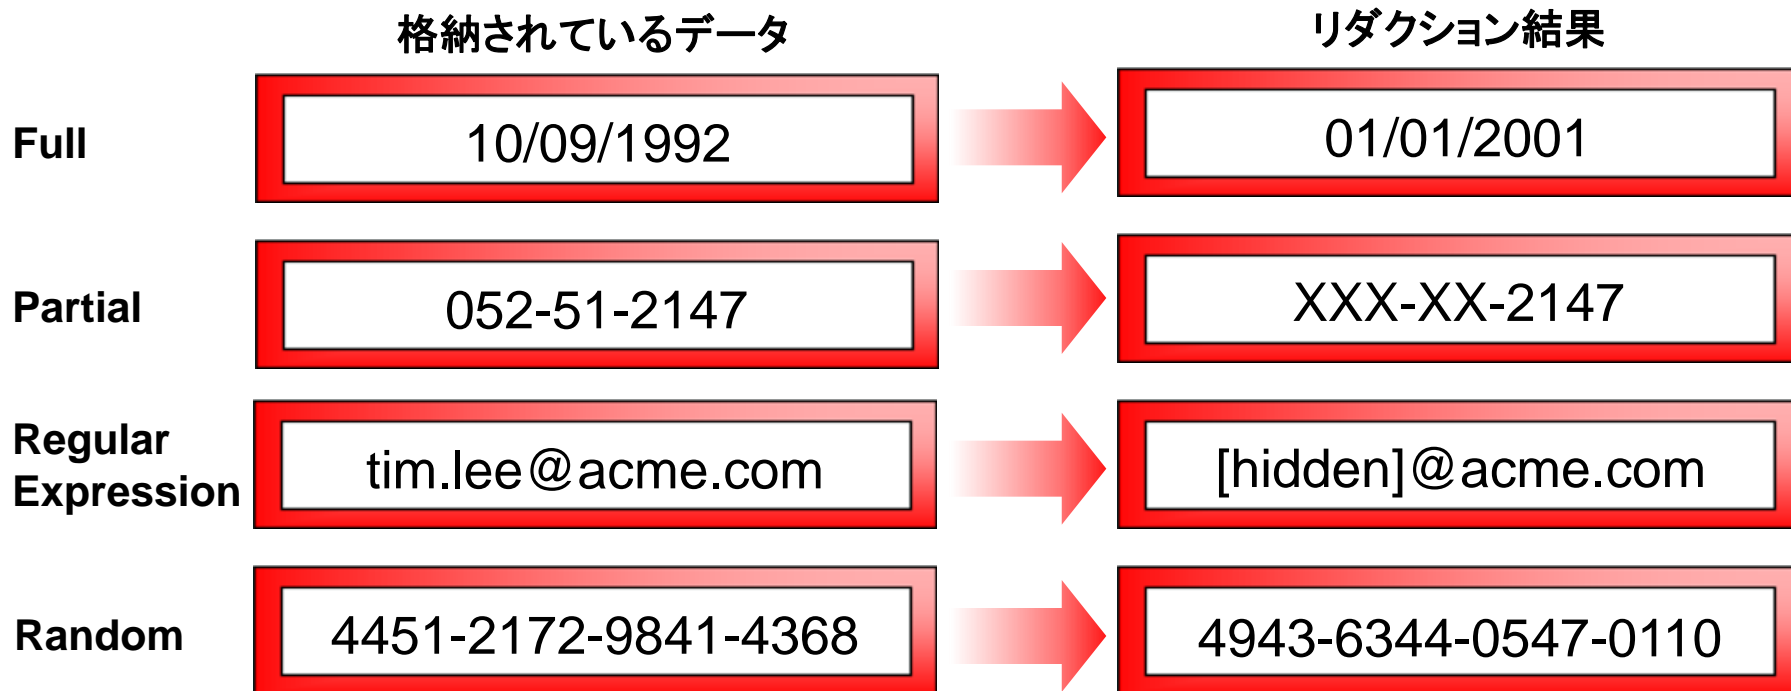 格納されているデータ
リダクション結果
Full
10/09/1992
01/01/2001
Partial
052-51-2147
XXX-XX-2147
Regular
Expression
tim.lee@acme.com
[hidden]@acme.com
Random
4451-2172-9841-4368
4943-6344-0547-0110